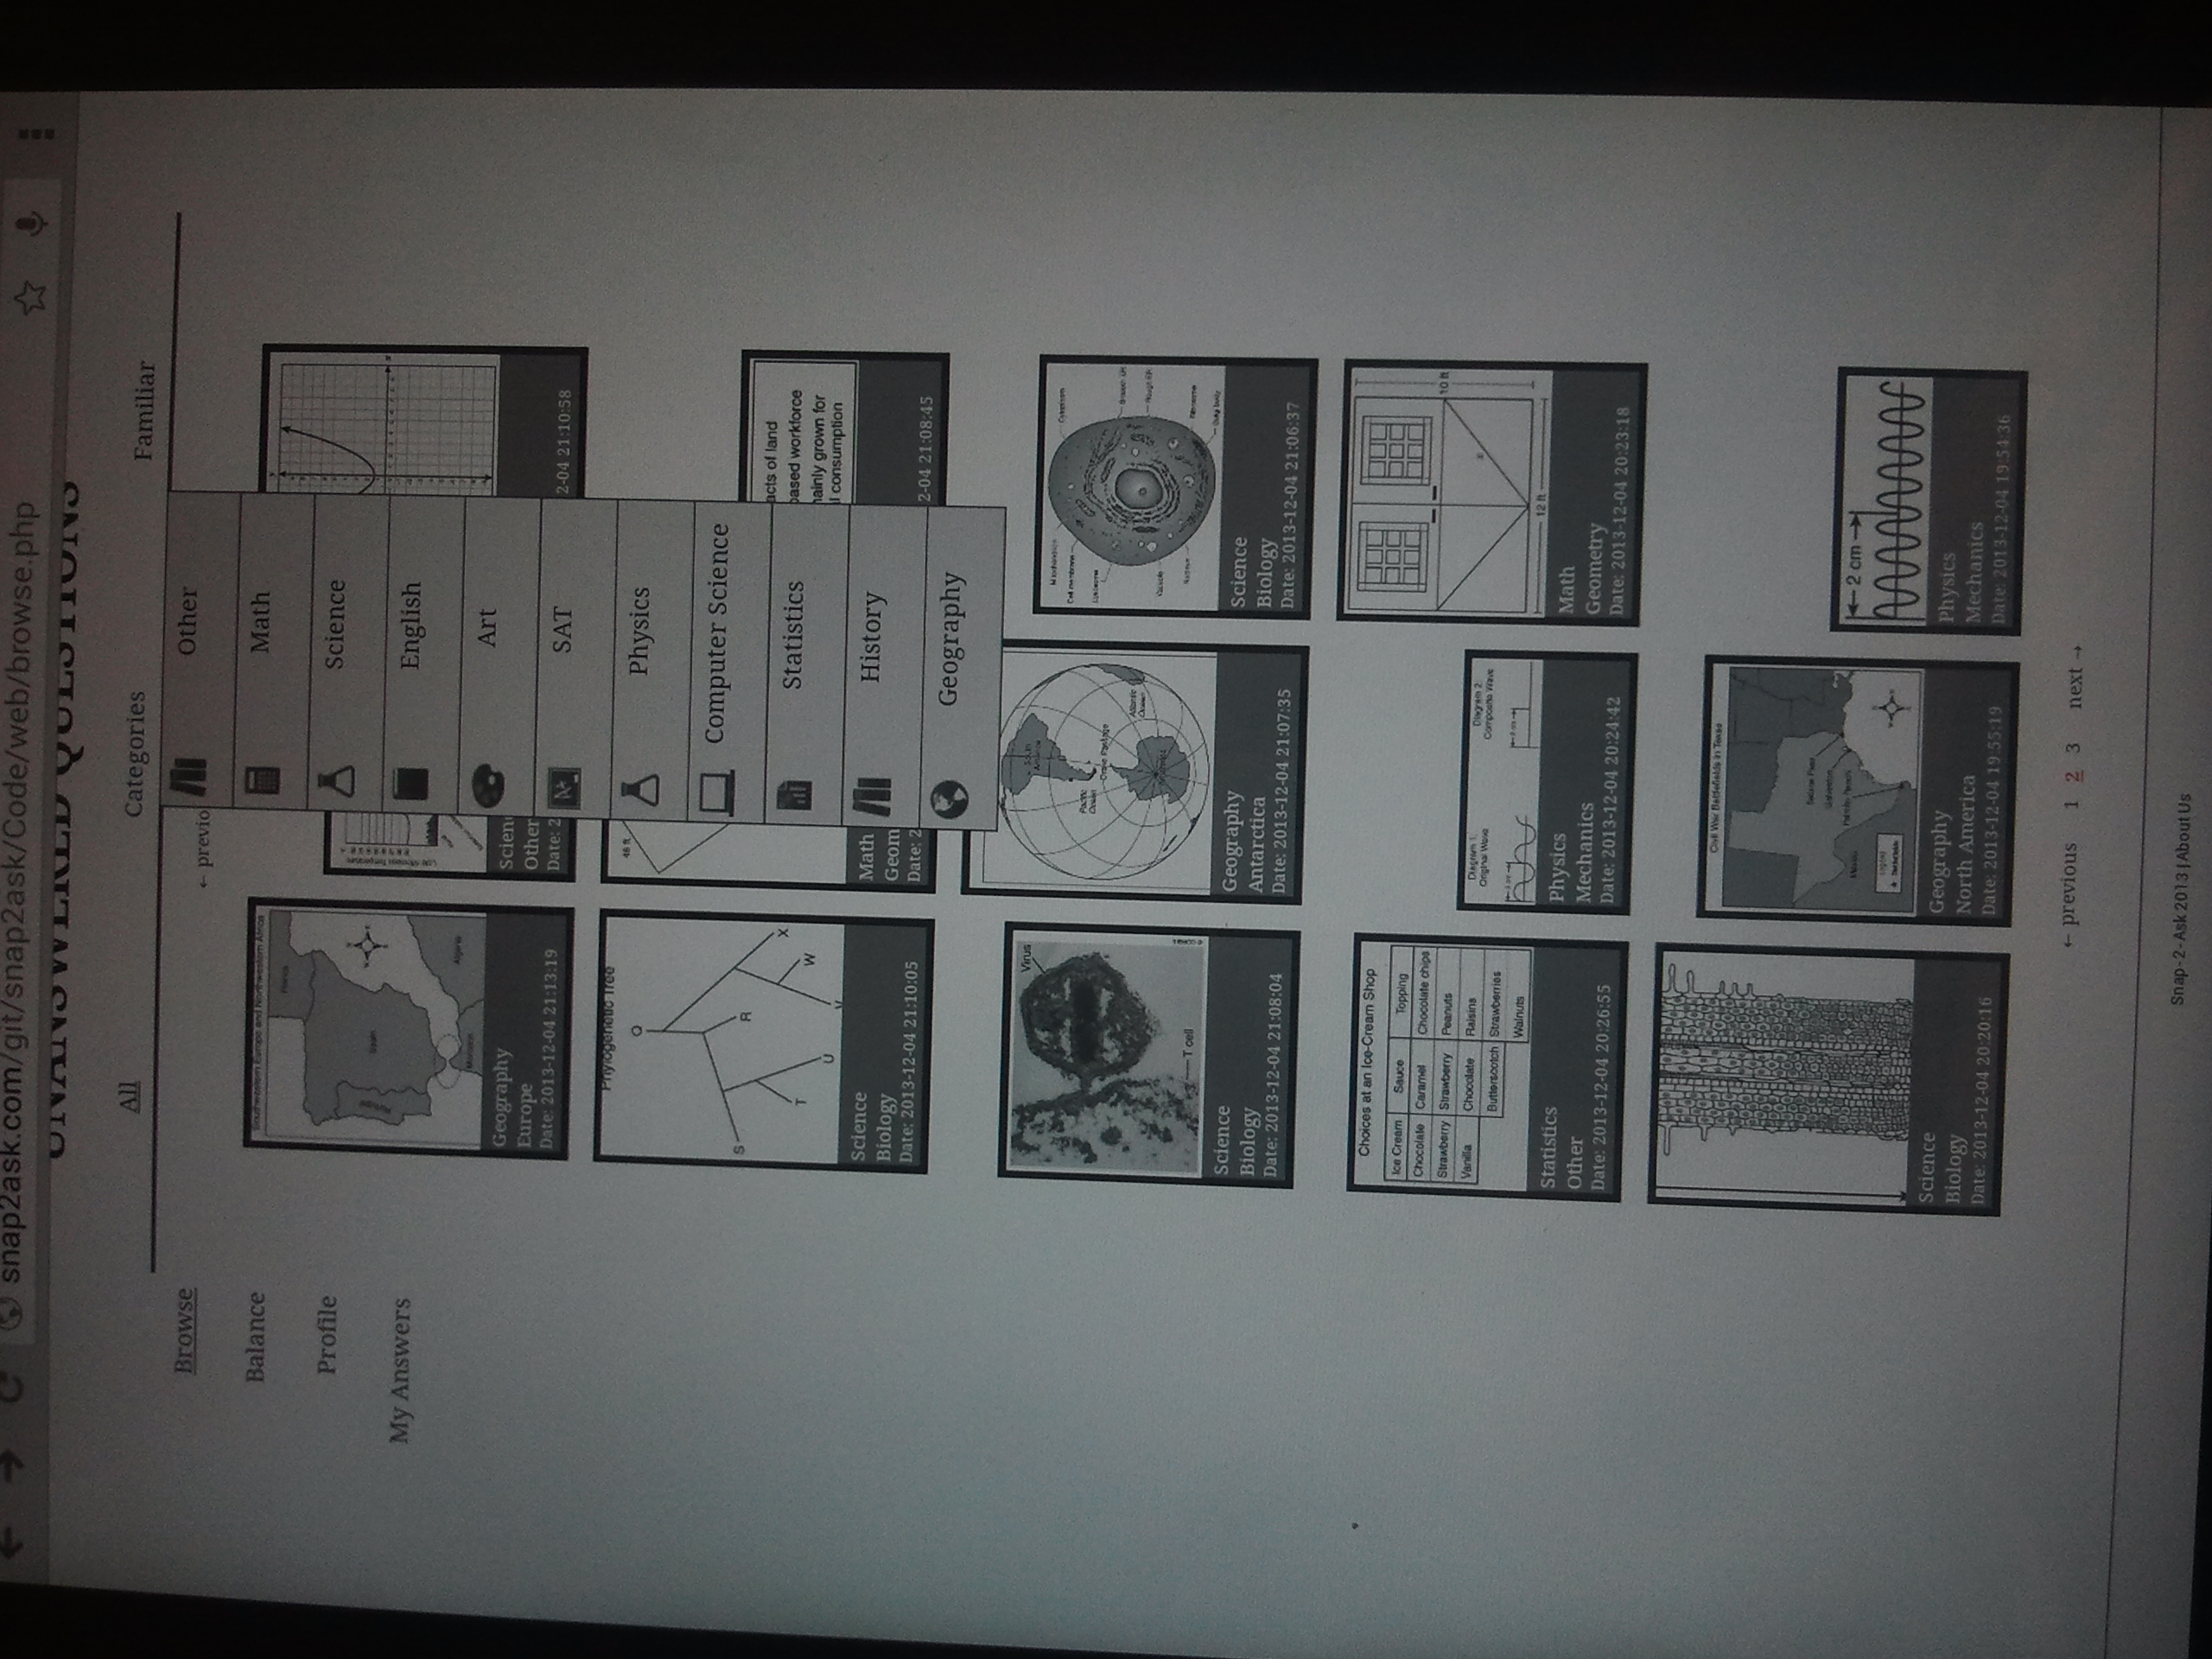 snap2ask.com/git/snap2ask/Code/web/browse.php
UNANSWERED QUESTIONS
All Categories Familiar
Browse
Balance
Profile
My Answers
← previo
Other
Math
Science
English
Art
SAT
Physics
Computer Science
Statistics
History
Geography
Southwestern Europe and Northwestern Africa
France
Portugal
Spain
Morocco
Algeria
Geography
Europe
Date: 2013-12-04 21:13:19
Scien
Other
Date: 2
2-04 21:10:58
Phylogenetic Tree
Q
S
R
T
U
V
W
X
Science
Biology
Date: 2013-12-04 21:10:05
46 ft
Math
Geom
Date: 2
acts of land
based workforce
mainly grown for
l consumption
2-04 21:08:45
Virus
T cell
Science
Biology
Date: 2013-12-04 21:08:04
South
America
Pacific
Ocean
Drake Passage
Atlantic
Ocean
Antarctica
Geography
Antarctica
Date: 2013-12-04 21:07:35
Mitochondrion
Cell membrane
Lysosome
Vacuole
Nucleus
Cytoplasm
Smooth ER
Rough ER
Ribosome
Golgi body
Science
Biology
Date: 2013-12-04 21:06:37
Choices at an Ice-Cream Shop
Ice Cream Sauce Topping
Chocolate Caramel Chocolate chips
Strawberry Strawberry Peanuts
Vanilla Chocolate Raisins
Butterscotch Strawberries
Walnuts
Statistics
Other
Date: 2013-12-04 20:26:55
Diagram 1:
Original Wave
Diagram 2:
Composite Wave
Physics
Mechanics
Date: 2013-12-04 20:24:42
10 ft
12 ft
Math
Geometry
Date: 2013-12-04 20:23:18
Science
Biology
Date: 2013-12-04 20:20:16
Civil War Battlefields in Texas
Sabine Pass
Galveston
Palmito Ranch
Mexico
Legend
Battlefields
Geography
North America
Date: 2013-12-04 19:55:19
2 cm
Physics
Mechanics
Date: 2013-12-04 19:54:36
← previous 1 2 3 next →
Snap-2-Ask 2013 | About Us